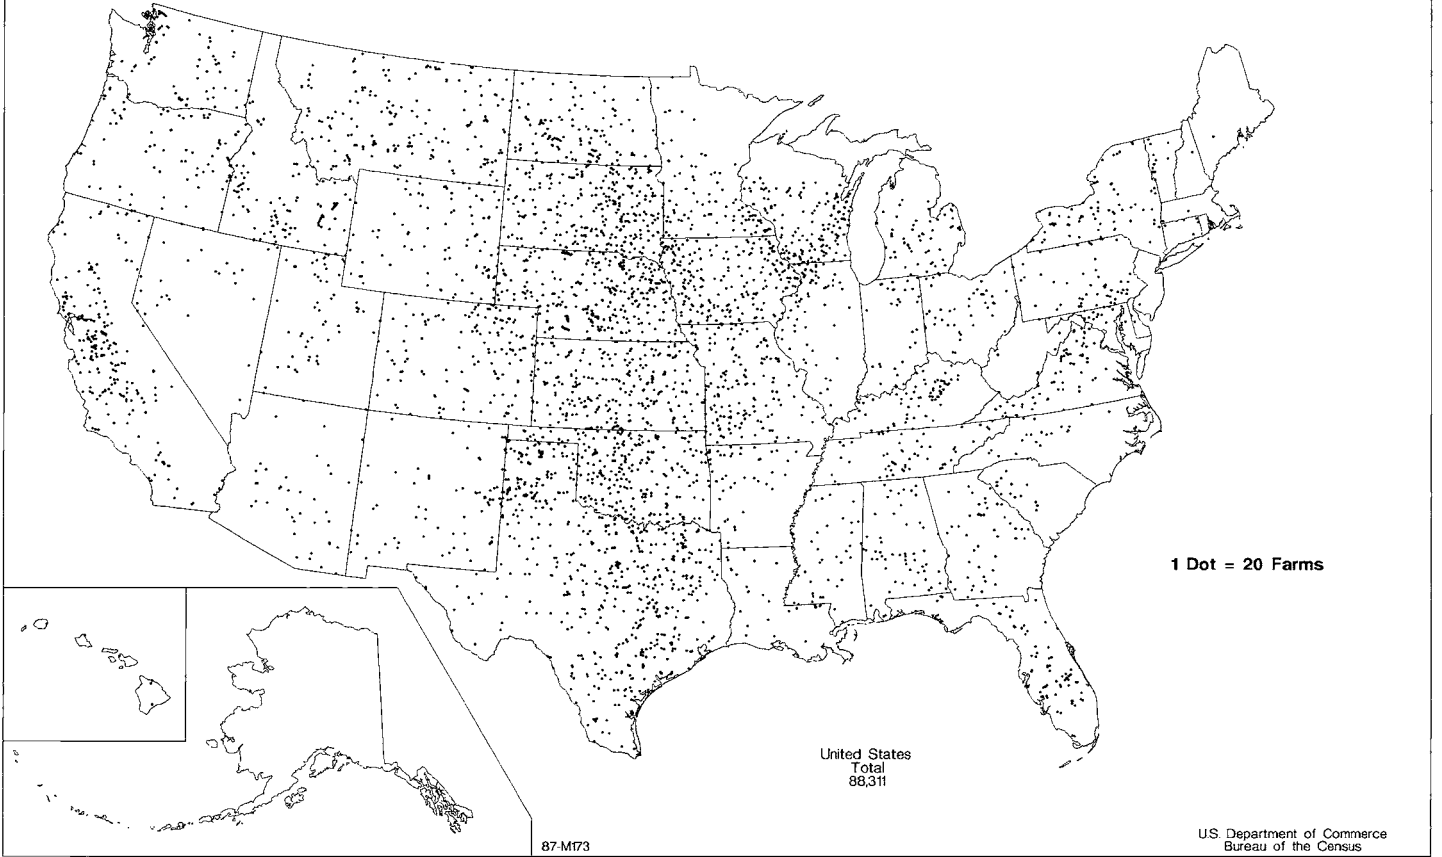 1 Dot = 20 Farms
United States
Total
88,311
87-M173
U.S. Department of Commerce
Bureau of the Census